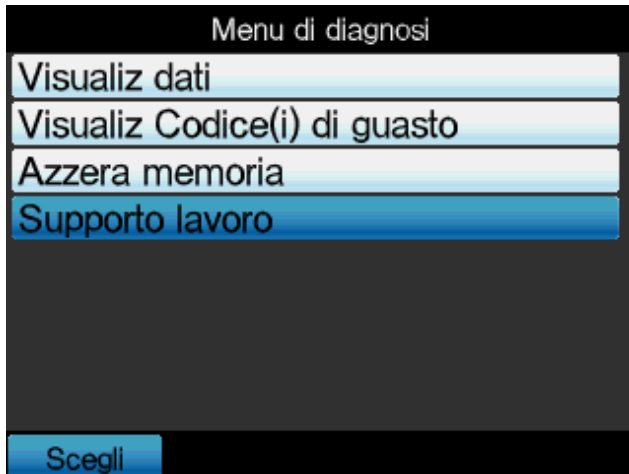 Menu di diagnosi
Visualiz dati
Visualiz Codice(i) di guasto
Azzera memoria
Supporto lavoro
Scegli